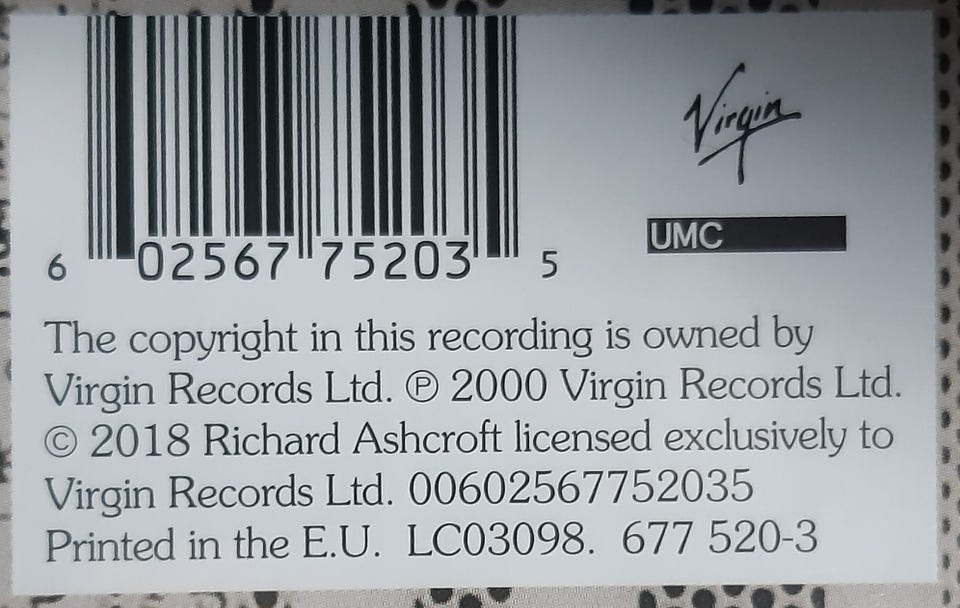 Virgin
UMC
6 02567 75203 5
The copyright in this recording is owned by
Virgin Records Ltd. ℗ 2000 Virgin Records Ltd.
© 2018 Richard Ashcroft licensed exclusively to
Virgin Records Ltd. 00602567752035
Printed in the E.U. LC03098. 677 520-3